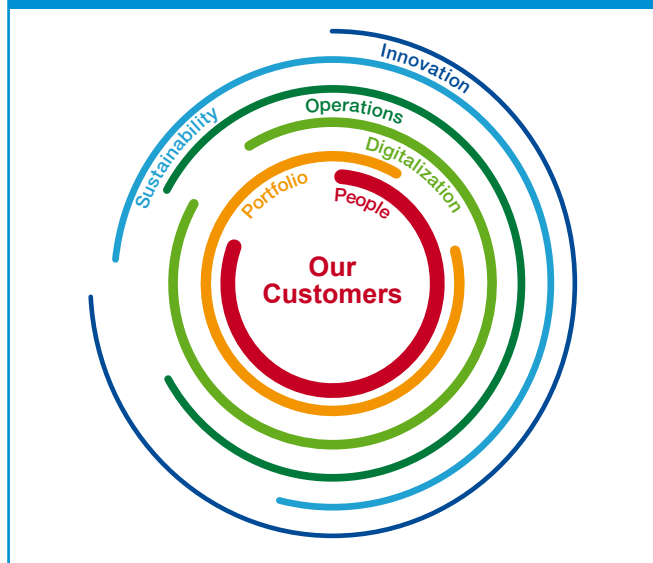 Innovation
Sustainability
Operations
Digitalization
Portfolio
People
Our
Customers